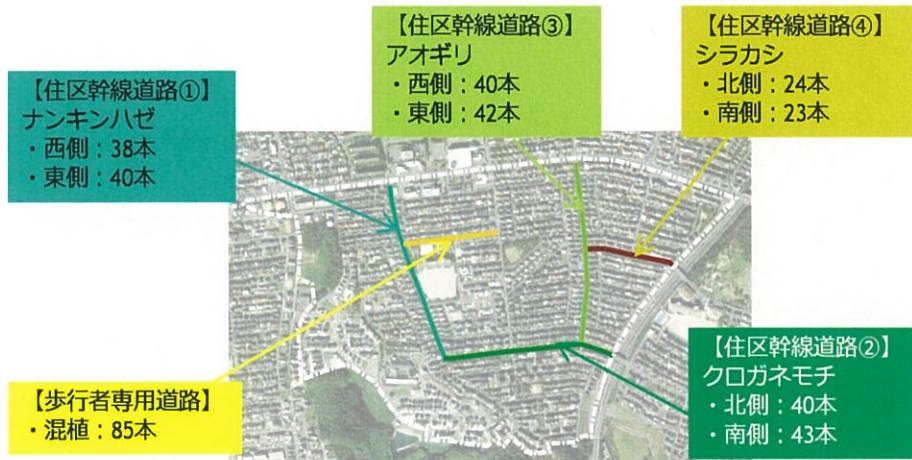 【住区幹線道路①】
ナンキンハゼ
・西側：38本
・東側：40本
【住区幹線道路③】
アオギリ
・西側：40本
・東側：42本
【住区幹線道路④】
シラカシ
・北側：24本
・南側：23本
【歩行者専用道路】
・混植：85本
【住区幹線道路②】
クロガネモチ
・北側：40本
・南側：43本